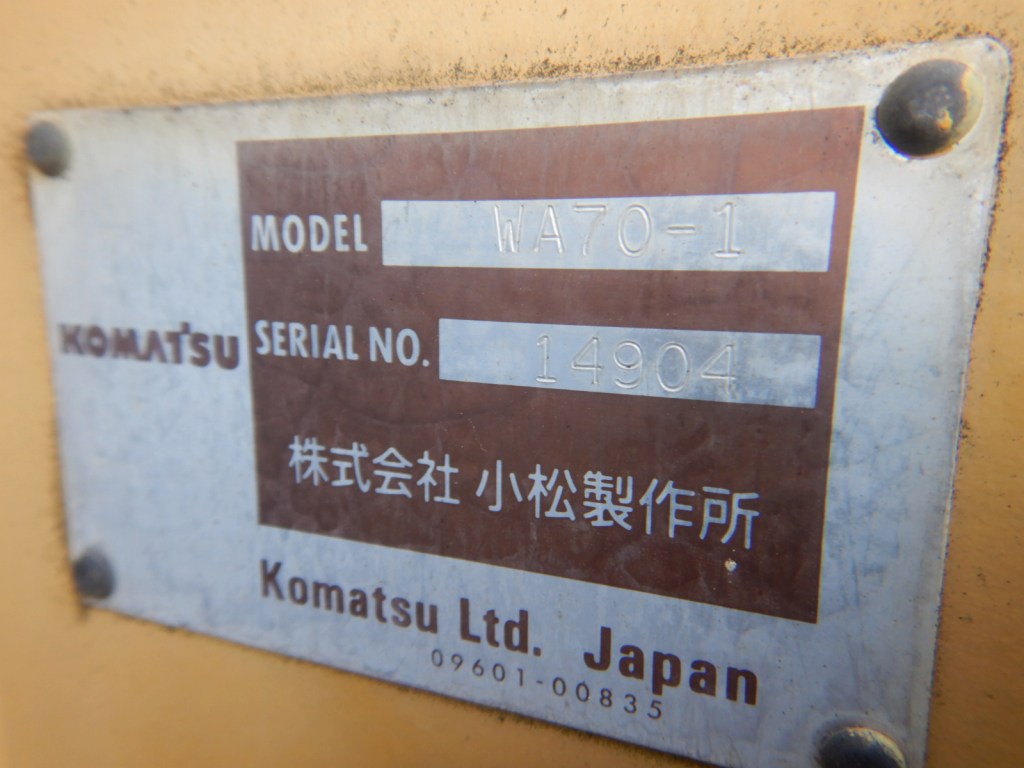 KOMATSU
MODEL WA70-1
SERIAL NO. 14904
株式会社 小松製作所
Komatsu Ltd. Japan
09601-00835